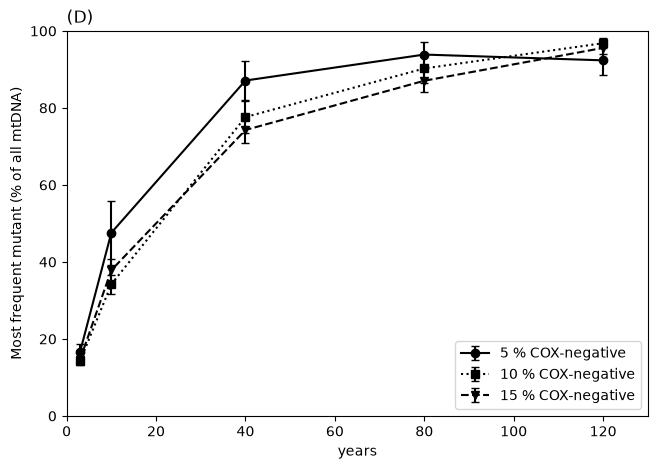 (D)
Most frequent mutant (% of all mtDNA)
100
80
60
40
20
0
0 20 40 60 80 100 120
years
5 % COX-negative
10 % COX-negative
15 % COX-negative